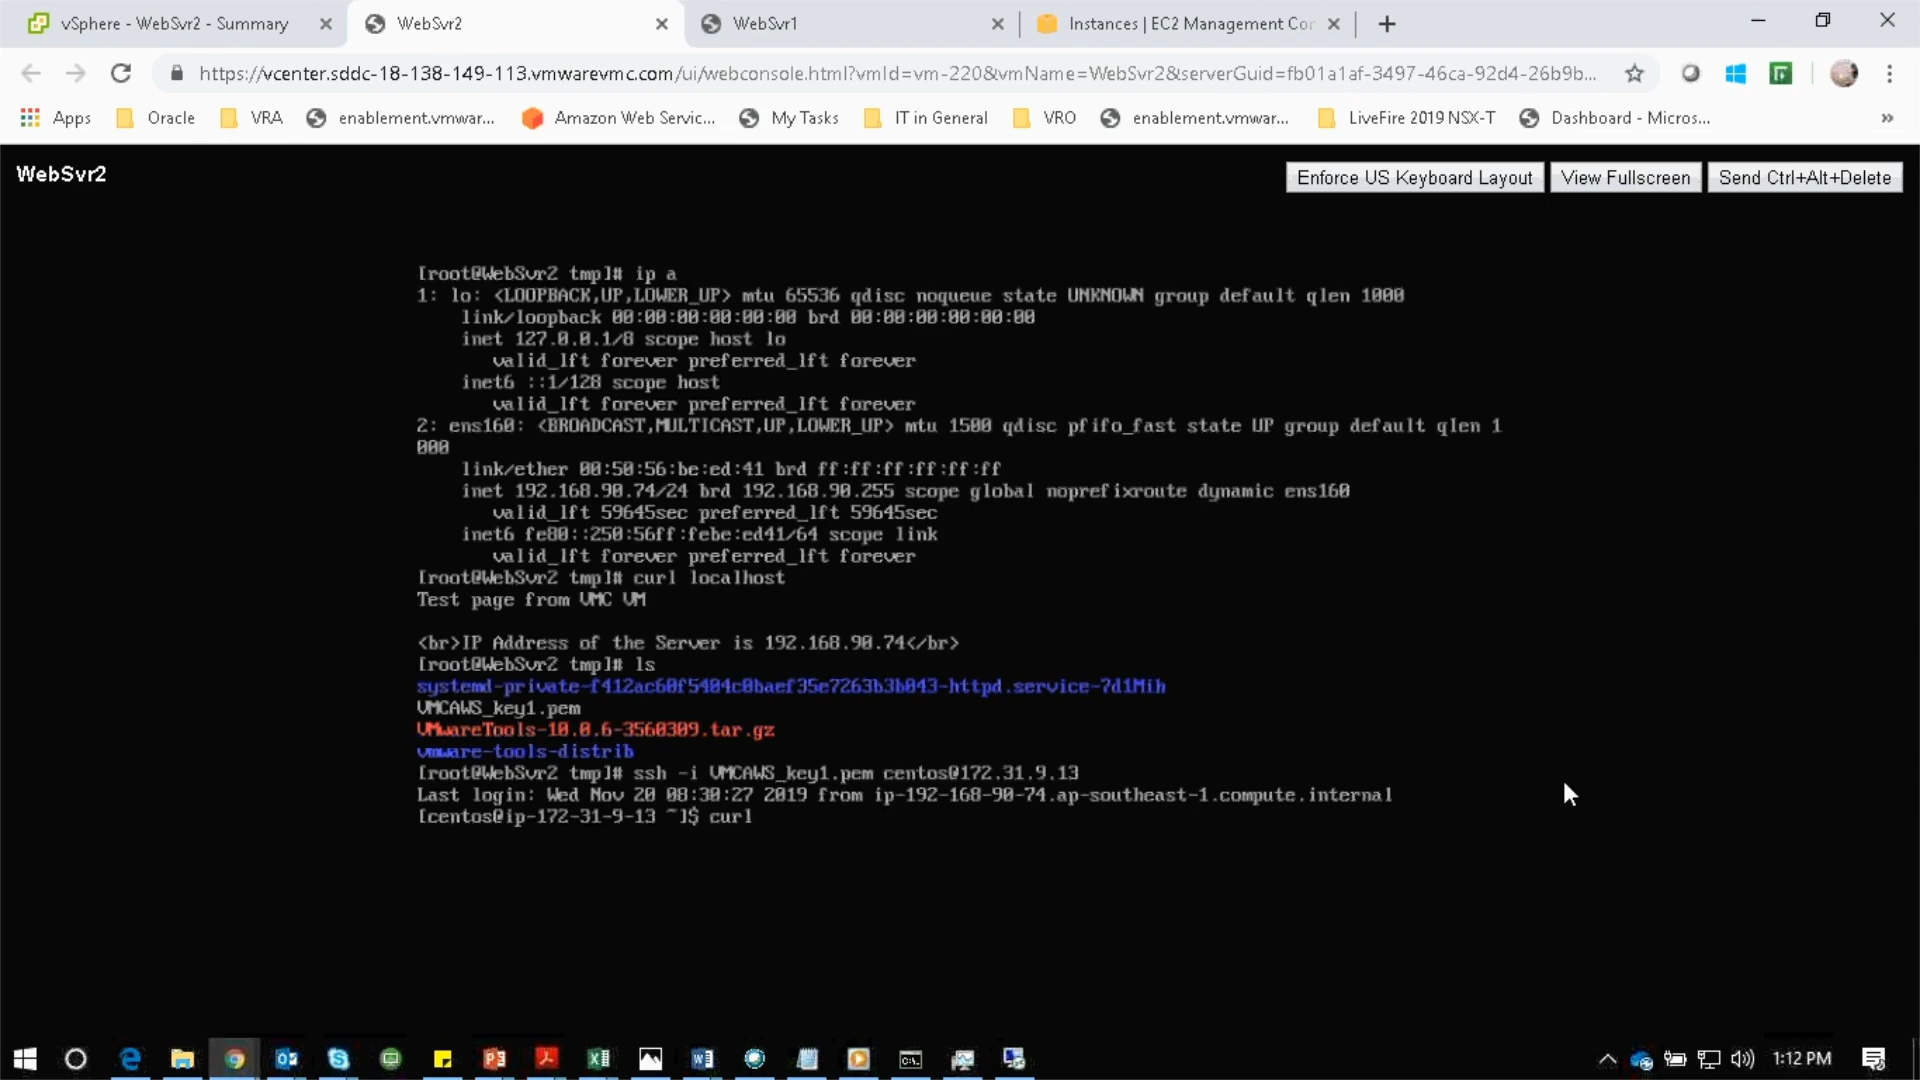 vSphere - WebSvr2 - Summary
WebSvr2
WebSvr1
Instances | EC2 Management Cor
https://vcenter.sddc-18-138-149-113.vmwarevmc.com/ui/webconsole.html?vmId=vm-220&vmName=WebSvr2&serverGuid=fb01a1af-3497-46ca-92d4-26b9b...
Apps
Oracle
VRA
enablement.vmwar...
Amazon Web Servic...
My Tasks
IT in General
VRO
enablement.vmwar...
LiveFire 2019 NSX-T
Dashboard - Micros...
»
WebSvr2
Enforce US Keyboard Layout
View Fullscreen
Send Ctrl+Alt+Delete
[root@WebSvr2 tmp]# ip a
1: lo: <LOOPBACK,UP,LOWER_UP> mtu 65536 qdisc noqueue state UNKNOWN group default qlen 1000
link/loopback 00:00:00:00:00:00 brd 00:00:00:00:00:00
inet 127.0.0.1/8 scope host lo
valid_lft forever preferred_lft forever
inet6 ::1/128 scope host
valid_lft forever preferred_lft forever
2: ens160: <BROADCAST,MULTICAST,UP,LOWER_UP> mtu 1500 qdisc pfifo_fast state UP group default qlen 1
000
link/ether 00:50:56:be:ed:41 brd ff:ff:ff:ff:ff:ff
inet 192.168.90.74/24 brd 192.168.90.255 scope global noprefixroute dynamic ens160
valid_lft 59645sec preferred_lft 59645sec
inet6 fe80::250:56ff:febe:ed41/64 scope link
valid_lft forever preferred_lft forever
[root@WebSvr2 tmp]# curl localhost
Test page from VMC VM
<br>IP Address of the Server is 192.168.90.74</br>
[root@WebSvr2 tmp]# ls
systemd-private-f412ac60f5404c0baef35e7263b3b043-httpd.service-7d1Mih
VMCAWS_key1.pem
VMwareTools-10.0.6-3560309.tar.gz
vmware-tools-distrib
[root@WebSvr2 tmp]# ssh -i VMCAWS_key1.pem centos@172.31.9.13
Last login: Wed Nov 20 08:30:27 2019 from ip-192-168-90-74.ap-southeast-1.compute.internal
[centos@ip-172-31-9-13 ~]$ curl
1:12 PM